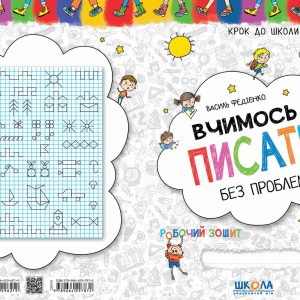 КРОК ДО ШКОЛИ
ВАСИЛЬ ФЕДІЄНКО
ВЧИМОСЬ
ПИСАТИ
БЕЗ ПРОБЛЕМ
РОБОЧИЙ ЗОШИТ
ШКОЛА